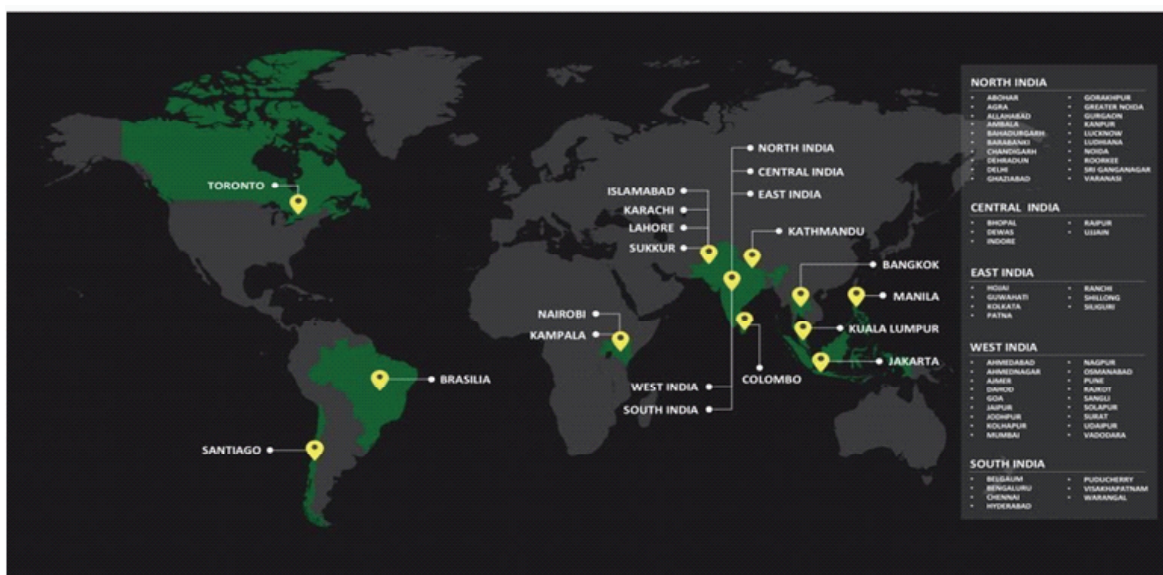 TORONTO
BRASILIA
SANTIAGO
ISLAMABAD
KARACHI
LAHORE
SUKKUR
NAIROBI
KAMPALA
NORTH INDIA
CENTRAL INDIA
EAST INDIA
KATHMANDU
BANGKOK
MANILA
KUALA LUMPUR
JAKARTA
COLOMBO
WEST INDIA
SOUTH INDIA
NORTH INDIA
• ABOHAR
• AGRA
• ALLAHABAD
• AMBALA
• BAHADURGARH
• BARABANKI
• CHANDIGARH
• DEHRADUN
• DELHI
• GHAZIABAD
• GORAKHPUR
• GREATER NOIDA
• GURGAON
• KANPUR
• LUCKNOW
• LUDHIANA
• NOIDA
• ROORKEE
• SRI GANGANAGAR
• VARANASI
CENTRAL INDIA
• BHOPAL
• DEWAS
• INDORE
• RAIPUR
• UJJAIN
EAST INDIA
• HOJAI
• GUWAHATI
• KOLKATA
• PATNA
• RANCHI
• SHILLONG
• SILIGURI
WEST INDIA
• AHMEDABAD
• AHMEDNAGAR
• AJMER
• DAHOD
• GOA
• JAIPUR
• JODHPUR
• KOLHAPUR
• MUMBAI
• NAGPUR
• OSMANABAD
• PUNE
• RAJKOT
• SANGLI
• SOLAPUR
• SURAT
• UDAIPUR
• VADODARA
SOUTH INDIA
• BELGAUM
• BENGALURU
• CHENNAI
• HYDERABAD
• PUDUCHERRY
• VISAKHAPATNAM
• WARANGAL